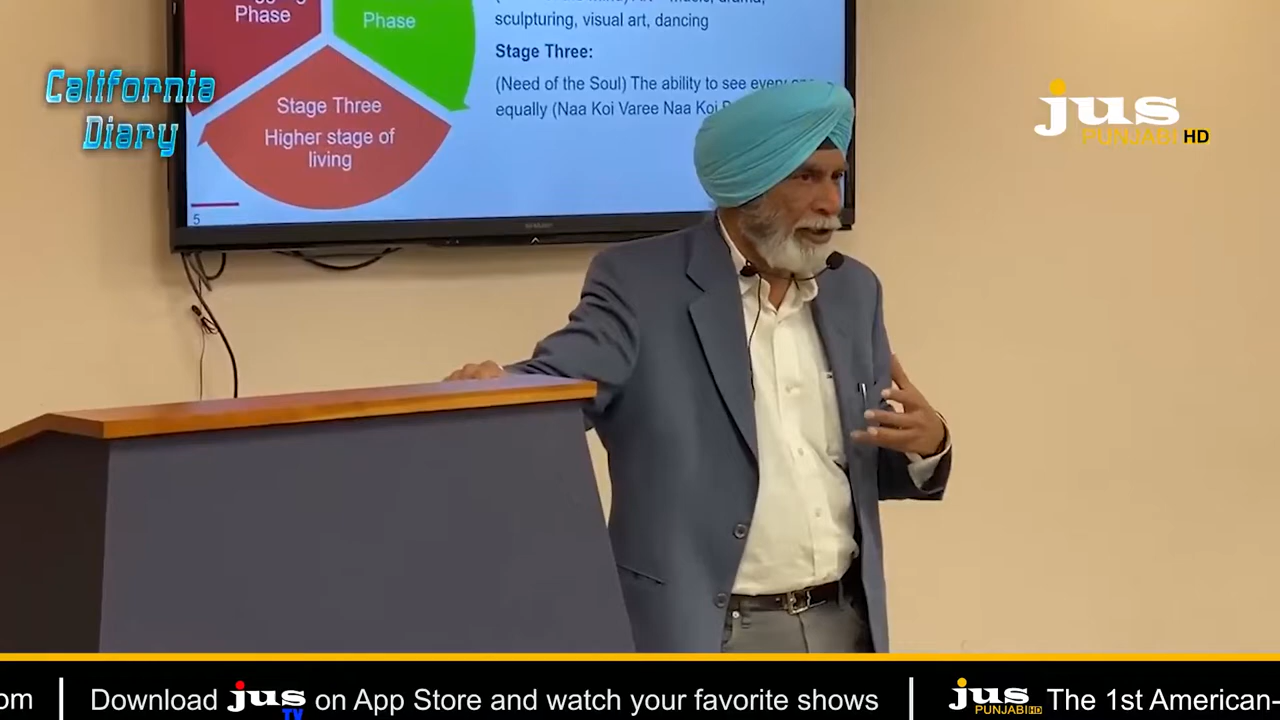 Phase
Phase
sculpturing, visual art, dancing
Stage Three:
(Need of the Soul) The ability to see
equally (Naa Koi Varee Naa Koi
Stage Three
Higher stage of
living
5
California
Diary
jus
PUNJABI HD
om | Download jus TV on App Store and watch your favorite shows | jus PUNJABI HD The 1st American-